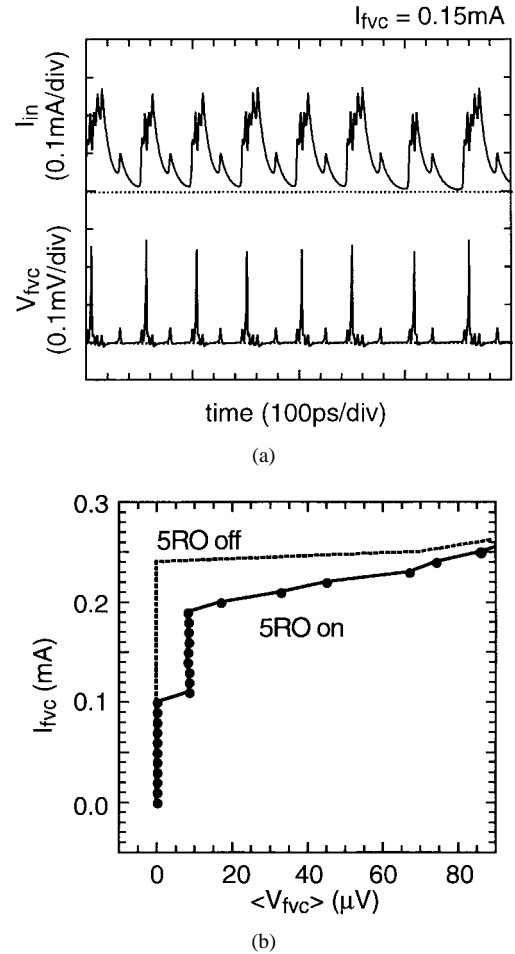 I_fvc = 0.15mA
I_in
(0.1mA/div)
V_fvc
(0.1mV/div)
time (100ps/div)
(a)
0.3
5RO off
0.2
5RO on
I_fvc (mA)
0.1
0.0
0 20 40 60 80
<V_fvc> (μV)
(b)